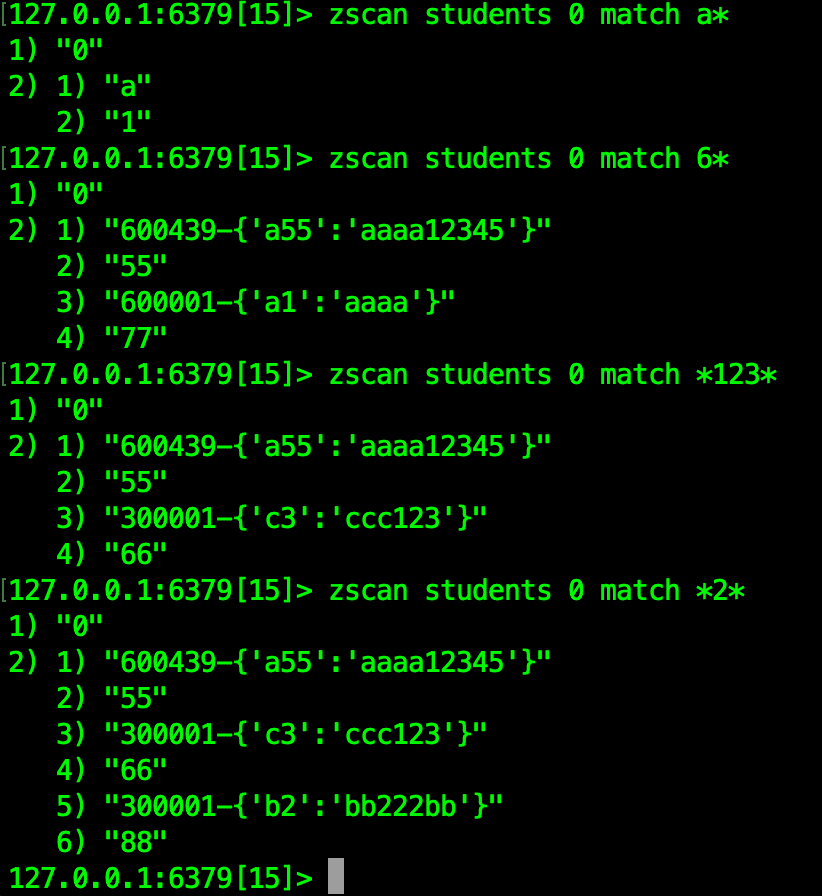 [127.0.0.1:6379[15]> zscan students 0 match a*
1) "0"
2) 1) "a"
   2) "1"
[127.0.0.1:6379[15]> zscan students 0 match 6*
1) "0"
2) 1) "600439-{'a55':'aaaa12345'}"
   2) "55"
   3) "600001-{'a1':'aaaa'}"
   4) "77"
[127.0.0.1:6379[15]> zscan students 0 match *123*
1) "0"
2) 1) "600439-{'a55':'aaaa12345'}"
   2) "55"
   3) "300001-{'c3':'ccc123'}"
   4) "66"
[127.0.0.1:6379[15]> zscan students 0 match *2*
1) "0"
2) 1) "600439-{'a55':'aaaa12345'}"
   2) "55"
   3) "300001-{'c3':'ccc123'}"
   4) "66"
   5) "300001-{'b2':'bb222bb'}"
   6) "88"
127.0.0.1:6379[15]>